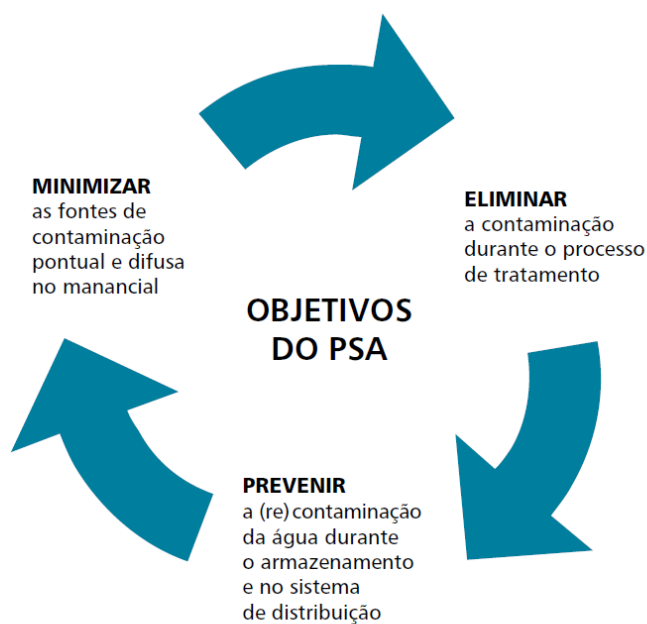 MINIMIZAR
as fontes de
contaminação
pontual e difusa
no manancial
ELIMINAR
a contaminação
durante o processo
de tratamento
OBJETIVOS
DO PSA
PREVENIR
a (re)contaminação
da água durante
o armazenamento
e no sistema
de distribuição